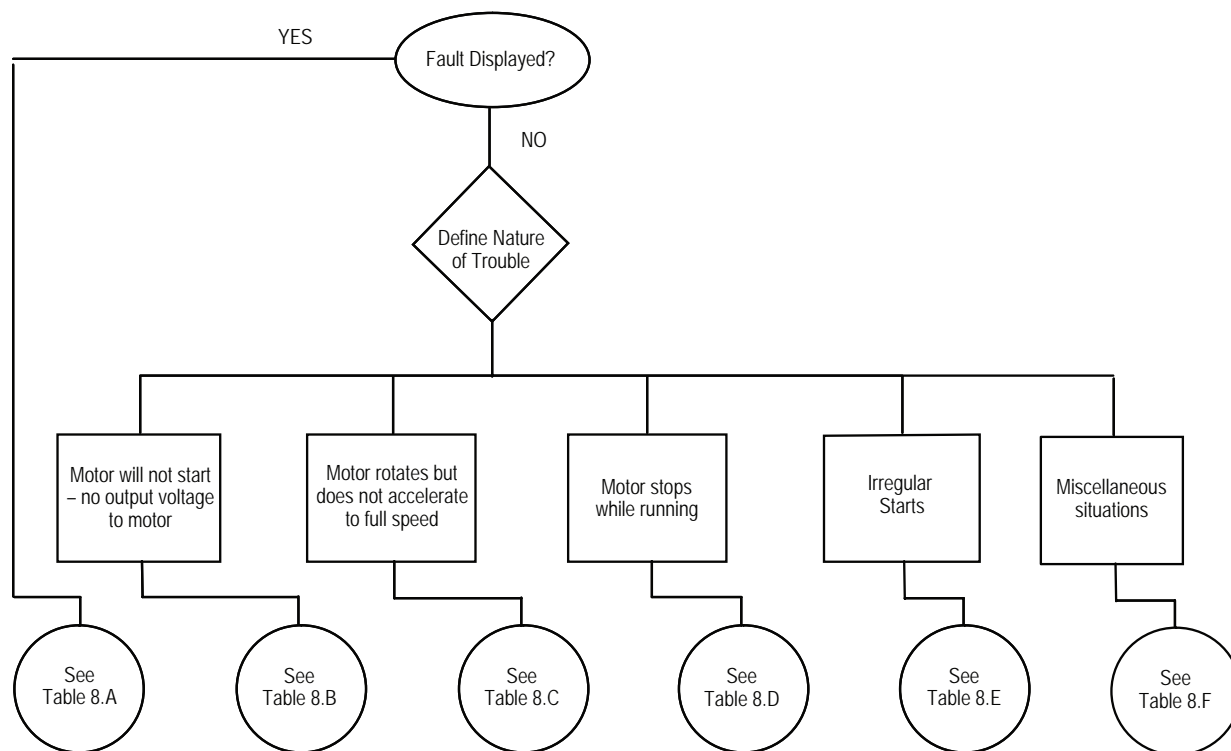 YES
Fault Displayed?
NO
Define Nature
of Trouble
Motor will not start
– no output voltage
to motor
Motor rotates but
does not accelerate
to full speed
Motor stops
while running
Irregular
Starts
Miscellaneous
situations
See
Table 8.A
See
Table 8.B
See
Table 8.C
See
Table 8.D
See
Table 8.E
See
Table 8.F